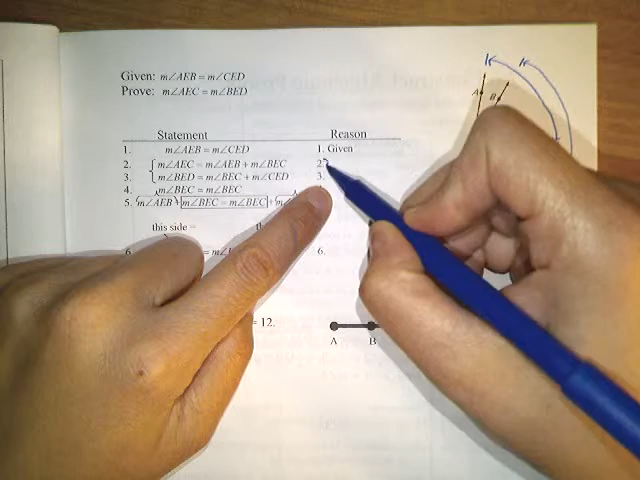 Given: m∠AEB = m∠CED
Prove: m∠AEC = m∠BED
Statement Reason
1. m∠AEB = m∠CED 1. Given
2. m∠AEC = m∠AEB + m∠BEC 2.
3. m∠BED = m∠BEC + m∠CED 3.
4. m∠BEC = m∠BEC
5. m∠AEB + m∠BEC = m∠BEC +
this side =
6. 6.
= 12.
A B
A B